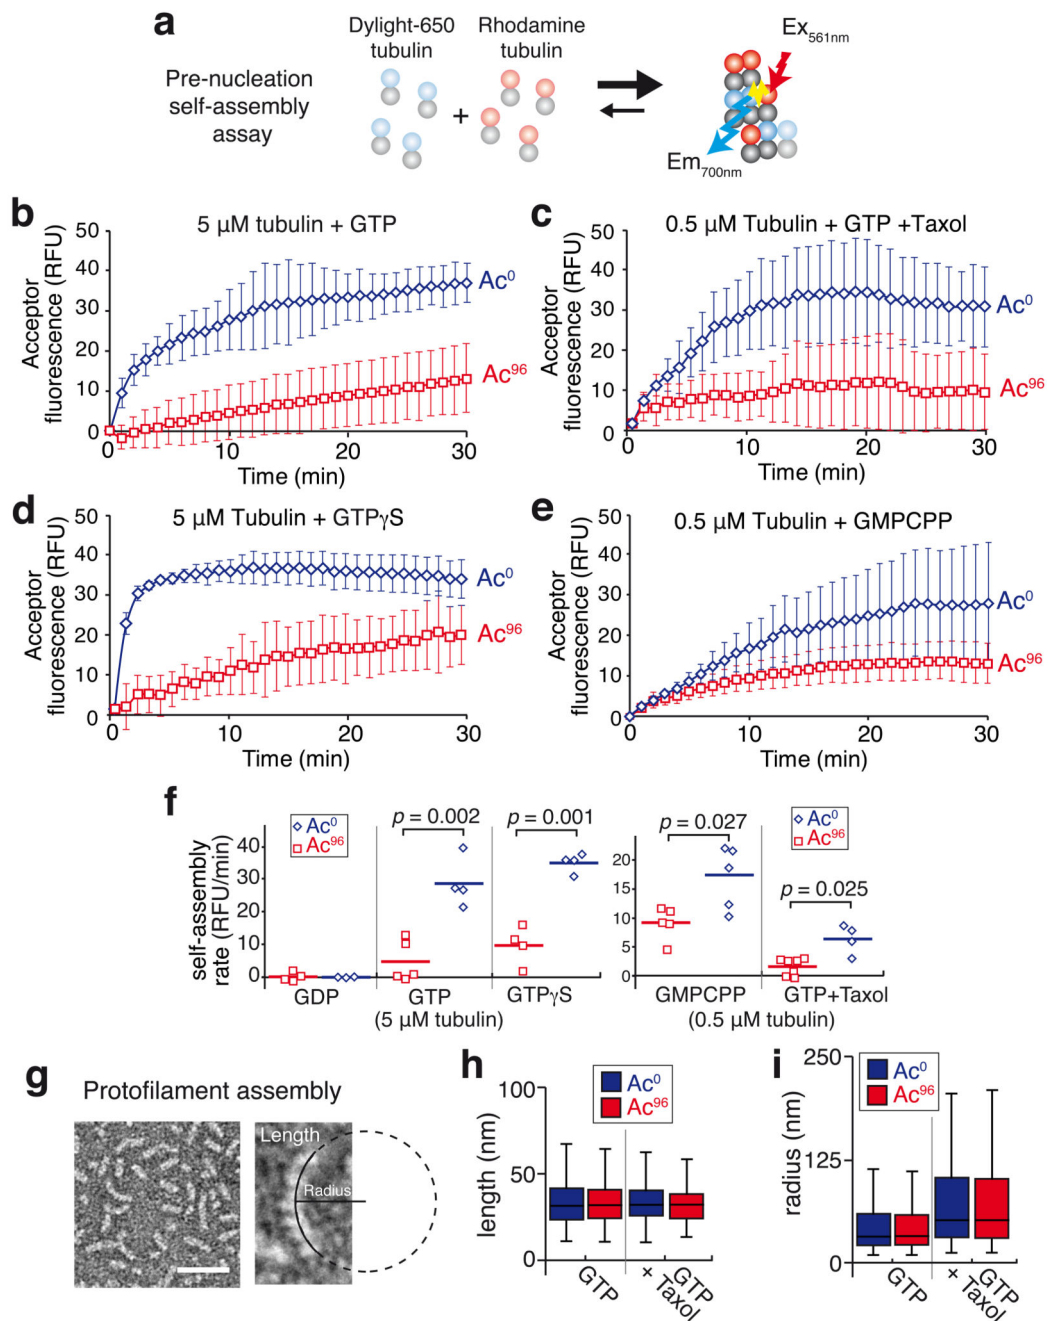 a
Pre-nucleation
self-assembly
assay
Dylight-650
tubulin
+
Rhodamine
tubulin
Ex561nm
Em700nm
b
5 µM tubulin + GTP
Acceptor
fluorescence (RFU)
50
40
30
20
10
0
Ac⁰
Ac⁹⁶
0 10 20 30
Time (min)
c
0.5 µM Tubulin + GTP +Taxol
Acceptor
fluorescence (RFU)
50
40
30
20
10
0
Ac⁰
Ac⁹⁶
0 10 20 30
Time (min)
d
5 µM Tubulin + GTPγS
Acceptor
fluorescence (RFU)
50
40
30
20
10
0
Ac⁰
Ac⁹⁶
0 10 20 30
Time (min)
e
0.5 µM Tubulin + GMPCPP
Acceptor
fluorescence (RFU)
50
40
30
20
10
0
Ac⁰
Ac⁹⁶
0 10 20 30
Time (min)
f
self-assembly
rate (RFU/min)
40
30
20
10
0
Ac⁰
Ac⁹⁶
p = 0.002
p = 0.001
GDP GTP GTPγS
(5 µM tubulin)
20
15
10
5
0
p = 0.027
p = 0.025
Ac⁰
Ac⁹⁶
GMPCPP GTP+Taxol
(0.5 µM tubulin)
g
Protofilament assembly
Length
Radius
h
Ac⁰
Ac⁹⁶
length (nm)
100
50
0
GTP
GTP
+ Taxol
i
Ac⁰
Ac⁹⁶
radius (nm)
250
125
0
GTP
GTP
+ Taxol